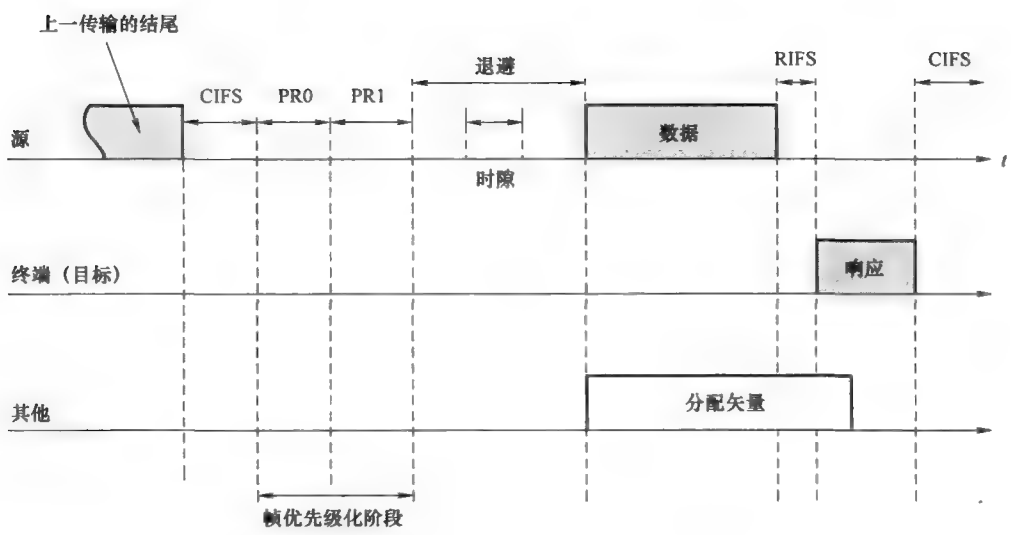 上一传输的结尾
退避
RIFS
CIFS
CIFS
PR0
PR1
源
数据
t
时隙
终端（目标）
响应
其他
分配矢量
帧优先级化阶段